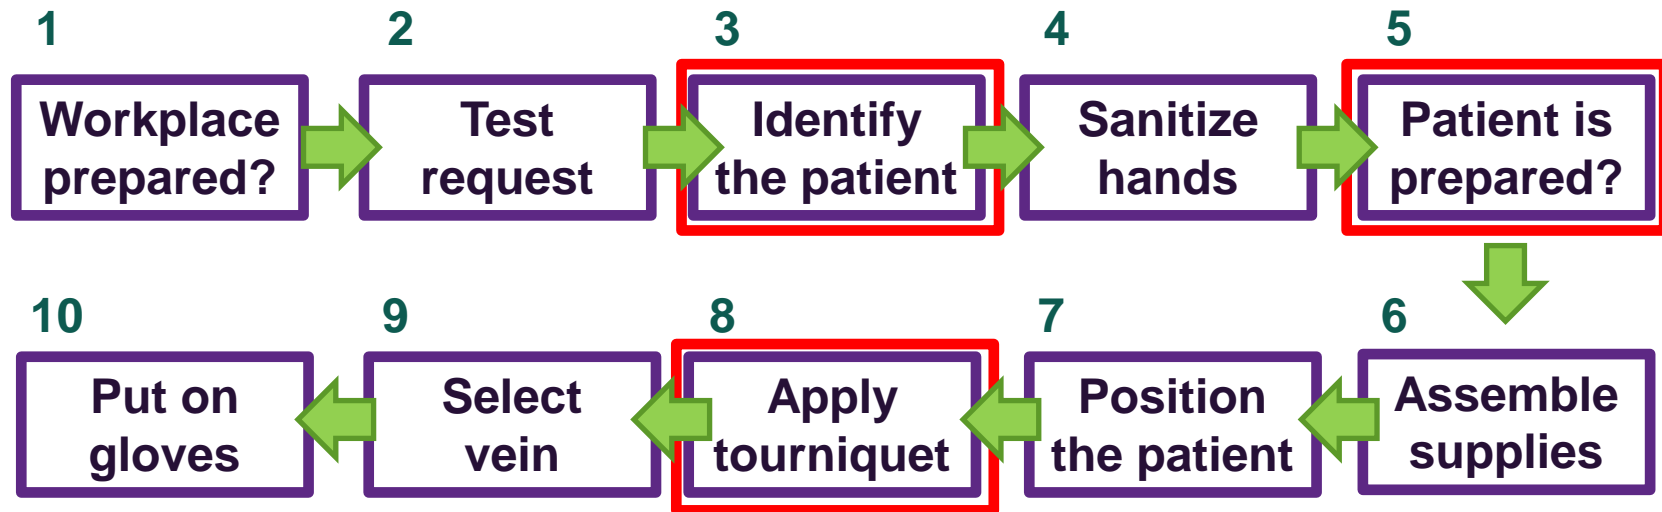 1
2
3
4
5
Workplace
prepared?
Test
request
Identify
the patient
Sanitize
hands
Patient is
prepared?
10
9
8
7
6
Put on
gloves
Select
vein
Apply
tourniquet
Position
the patient
Assemble
supplies